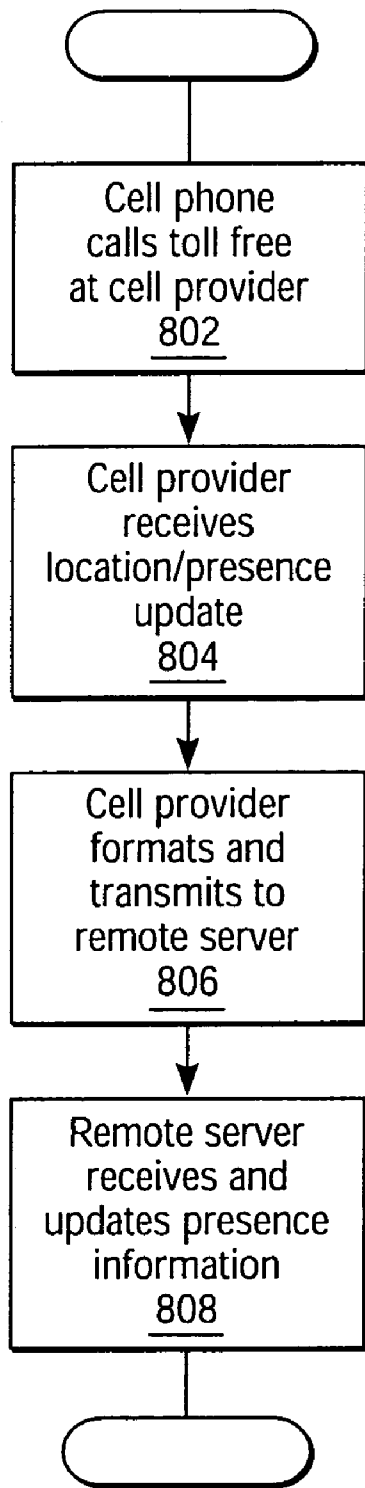 Cell phone
calls toll free
at cell provider
802
Cell provider
receives
location/presence
update
804
Cell provider
formats and
transmits to
remote server
806
Remote server
receives and
updates presence
information
808